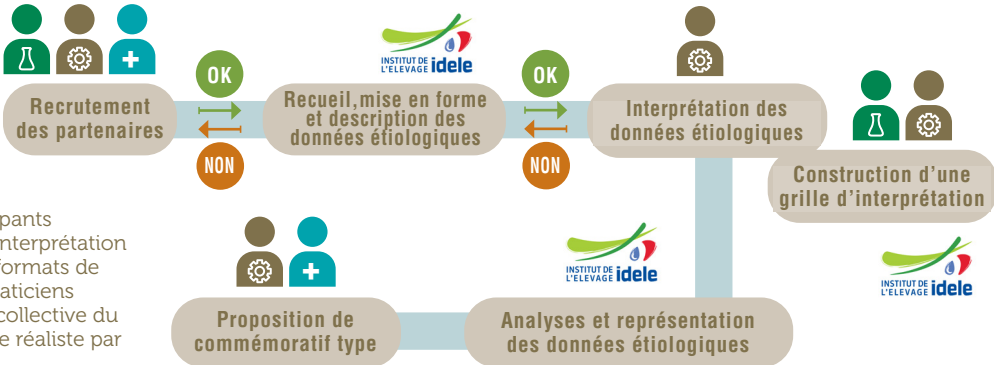 OK
INSTITUT DE
L'ELEVAGE idele
OK
Recrutement
des partenaires
Recueil, mise en forme
et description des
données étiologiques
Interprétation des
données étiologiques
NON
NON
Construction d'une
grille d'interprétation
pants
nterprétation
formats de
aticiens
collective du
e réaliste par
INSTITUT DE
L'ELEVAGE idele
INSTITUT DE
L'ELEVAGE idele
Proposition de
commémoratif type
Analyses et représentation
des données étiologiques